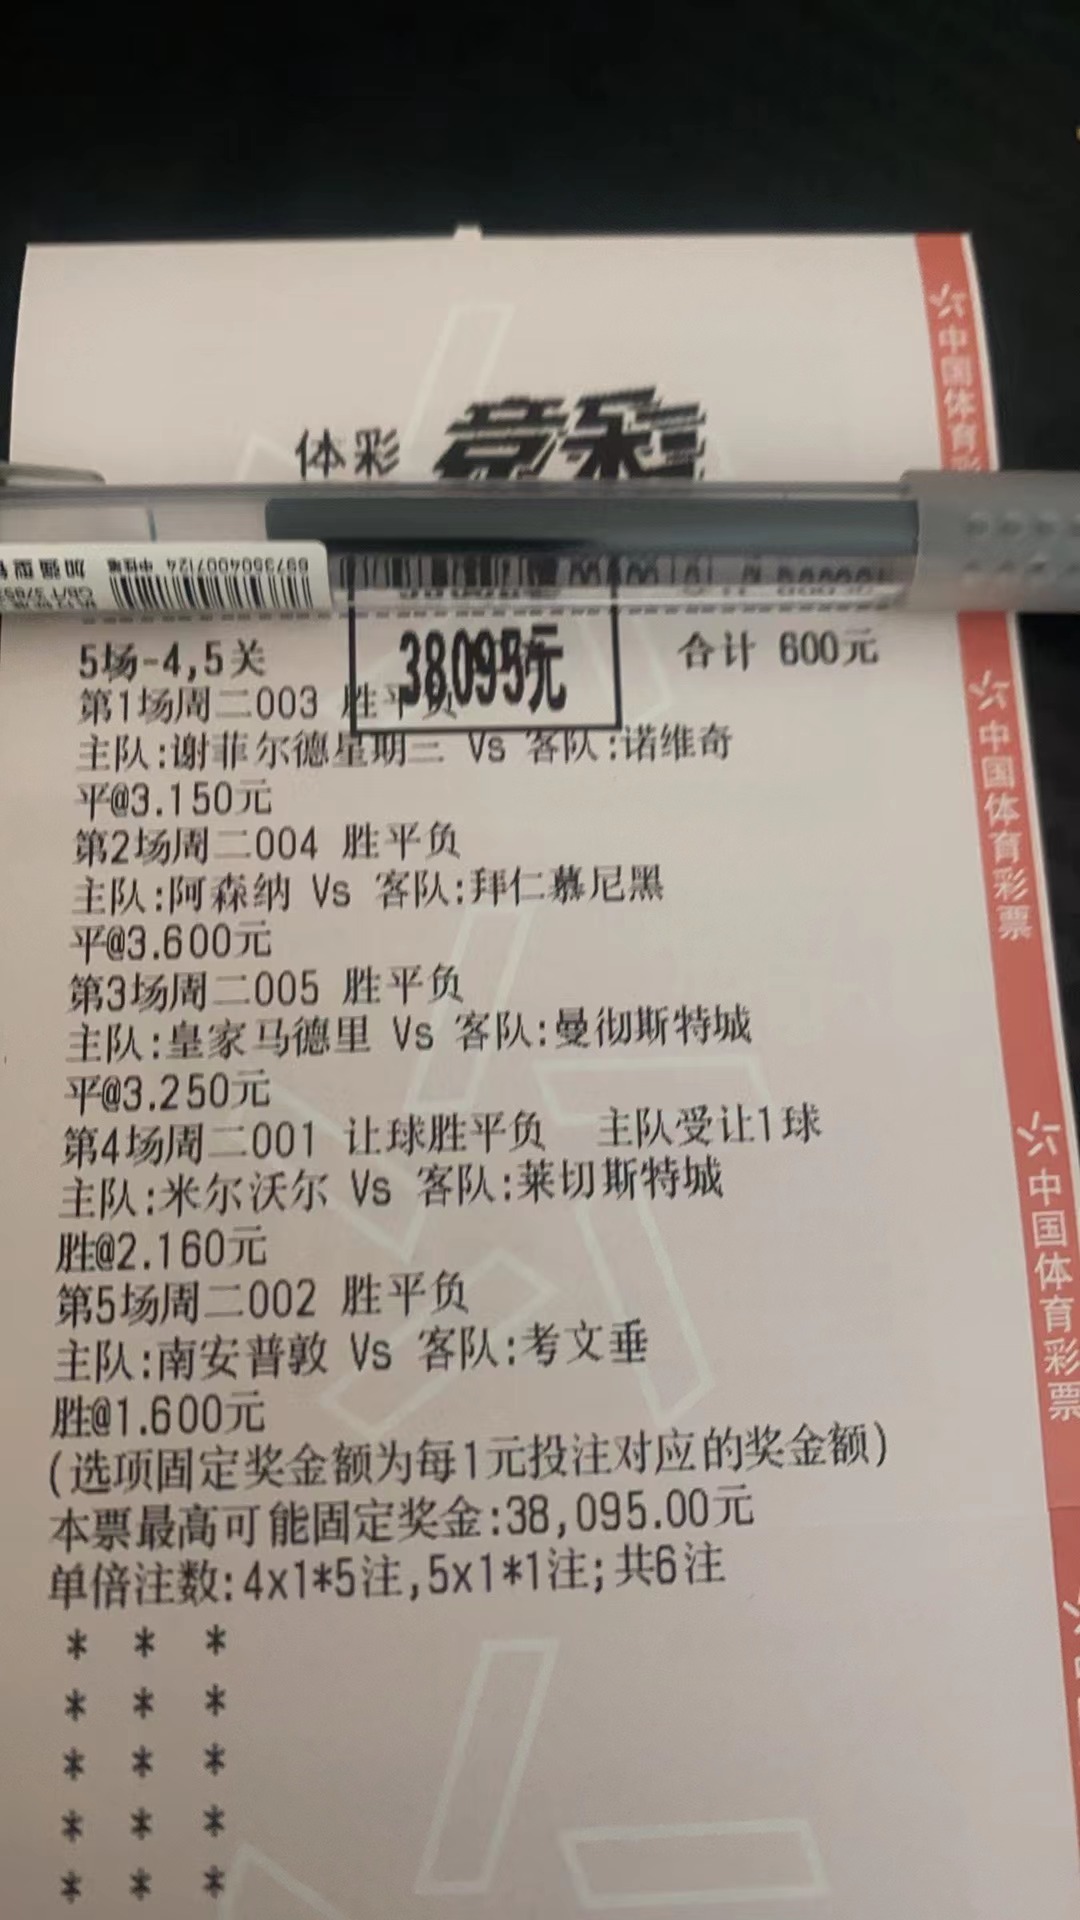 体彩 竞彩
加强型
中性笔 6973504007124
38095元
5场-4,5关
合计 600元
第1场周二003 胜平负
主队:谢菲尔德星期三 Vs 客队:诺维奇
平@3.150元
第2场周二004 胜平负
主队:阿森纳 Vs 客队:拜仁慕尼黑
平@3.600元
第3场周二005 胜平负
主队:皇家马德里 Vs 客队:曼彻斯特城
平@3.250元
第4场周二001 让球胜平负 主队受让1球
主队:米尔沃尔 Vs 客队:莱切斯特城
胜@2.160元
第5场周二002 胜平负
主队:南安普敦 Vs 客队:考文垂
胜@1.600元
(选项固定奖金额为每1元投注对应的奖金额)
本票最高可能固定奖金:38,095.00元
单倍注数:4x1*5注,5x1*1注;共6注
* * *
* * *
* * *
* * *
* * *
中国体育彩
中国体育彩票
中国体育彩票